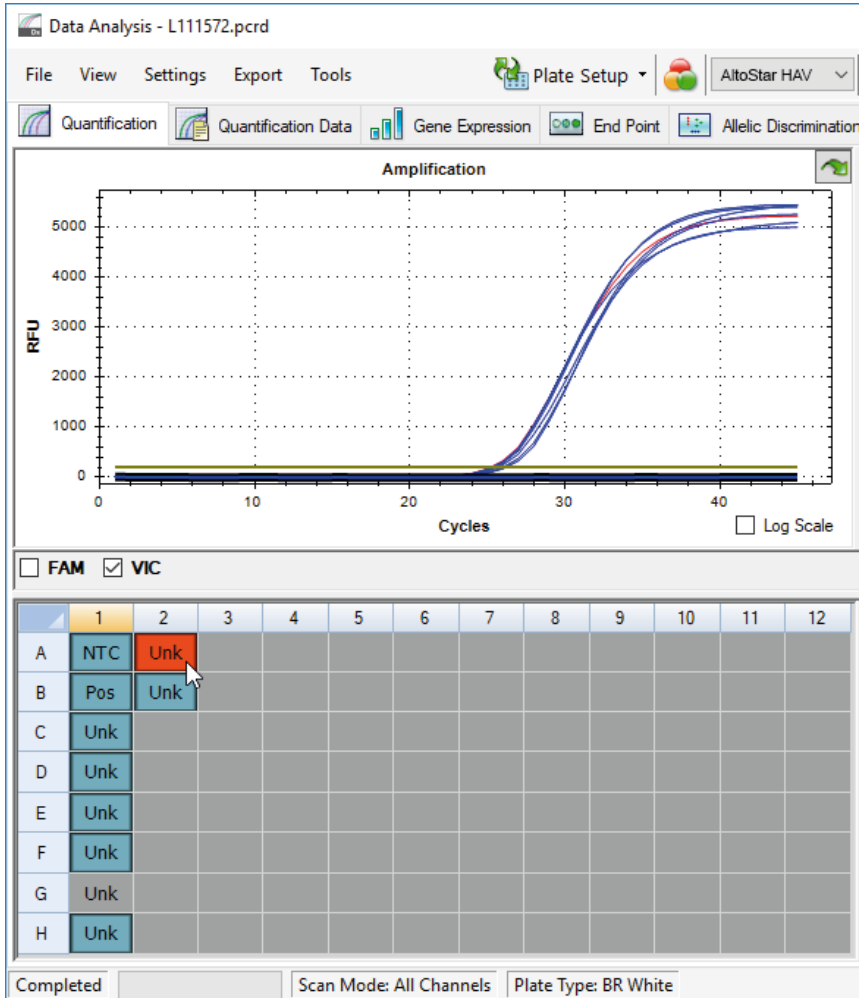 Data Analysis - L111572.pcrd
File View Settings Export Tools Plate Setup AltoStar HAV
Quantification Quantification Data Gene Expression End Point Allelic Discrimination
Amplification
5000
4000
3000
2000
1000
0
RFU
0 10 20 30 40
Cycles
Log Scale
FAM VIC
1 2 3 4 5 6 7 8 9 10 11 12
A NTC Unk
B Pos Unk
C Unk
D Unk
E Unk
F Unk
G Unk
H Unk
Completed Scan Mode: All Channels Plate Type: BR White